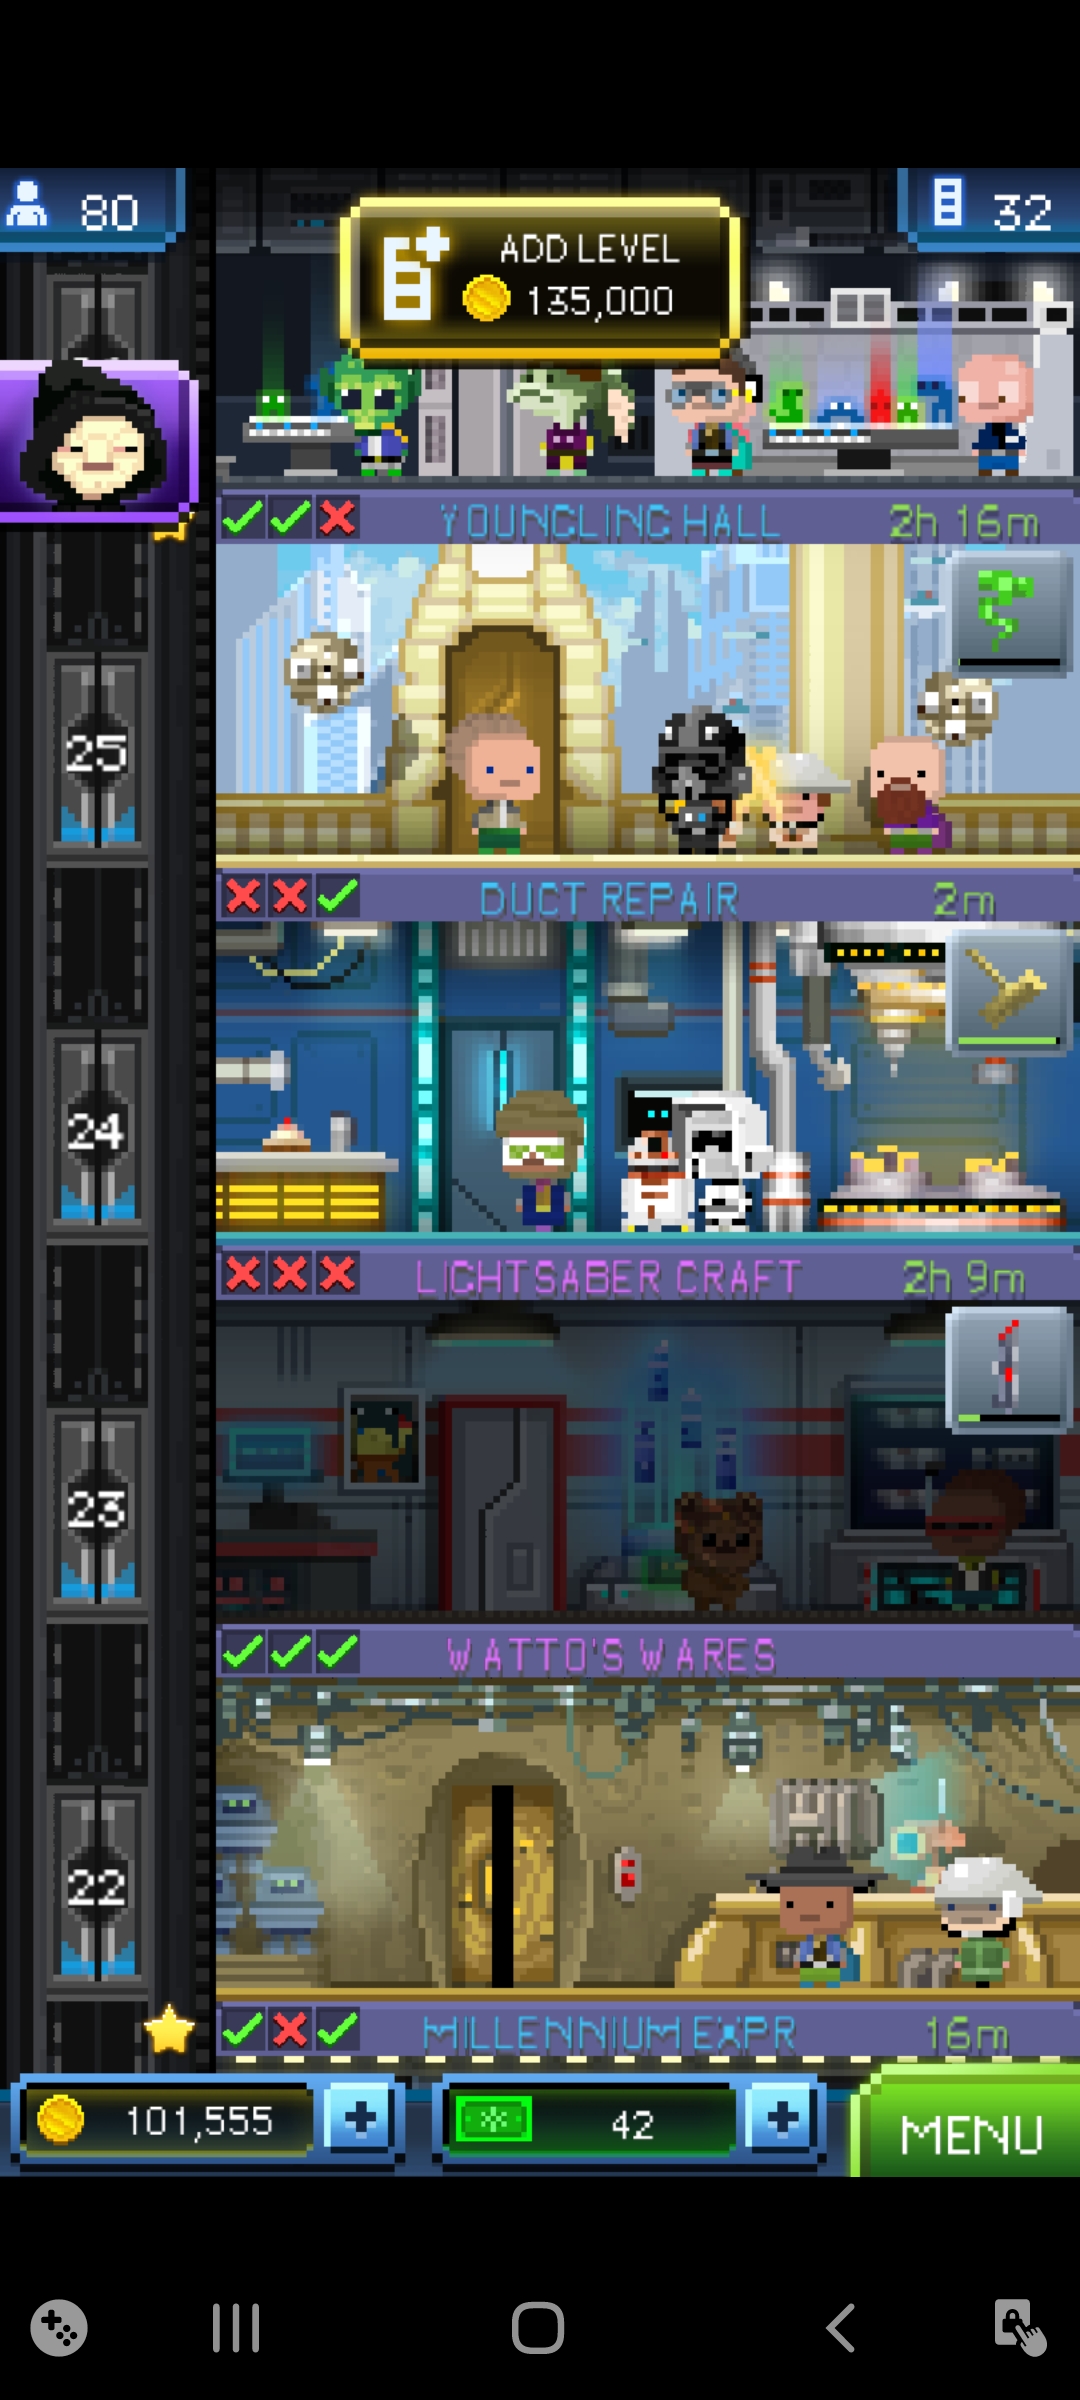 80
ADD LEVEL
135,000
32
YOUNGLING HALL
2h 16m
25
DUCT REPAIR
2m
24
LIGHTSABER CRAFT
2h 9m
23
WATTO'S WARES
22
MILLENNIUM EXPR
16m
101,555
42
MENU